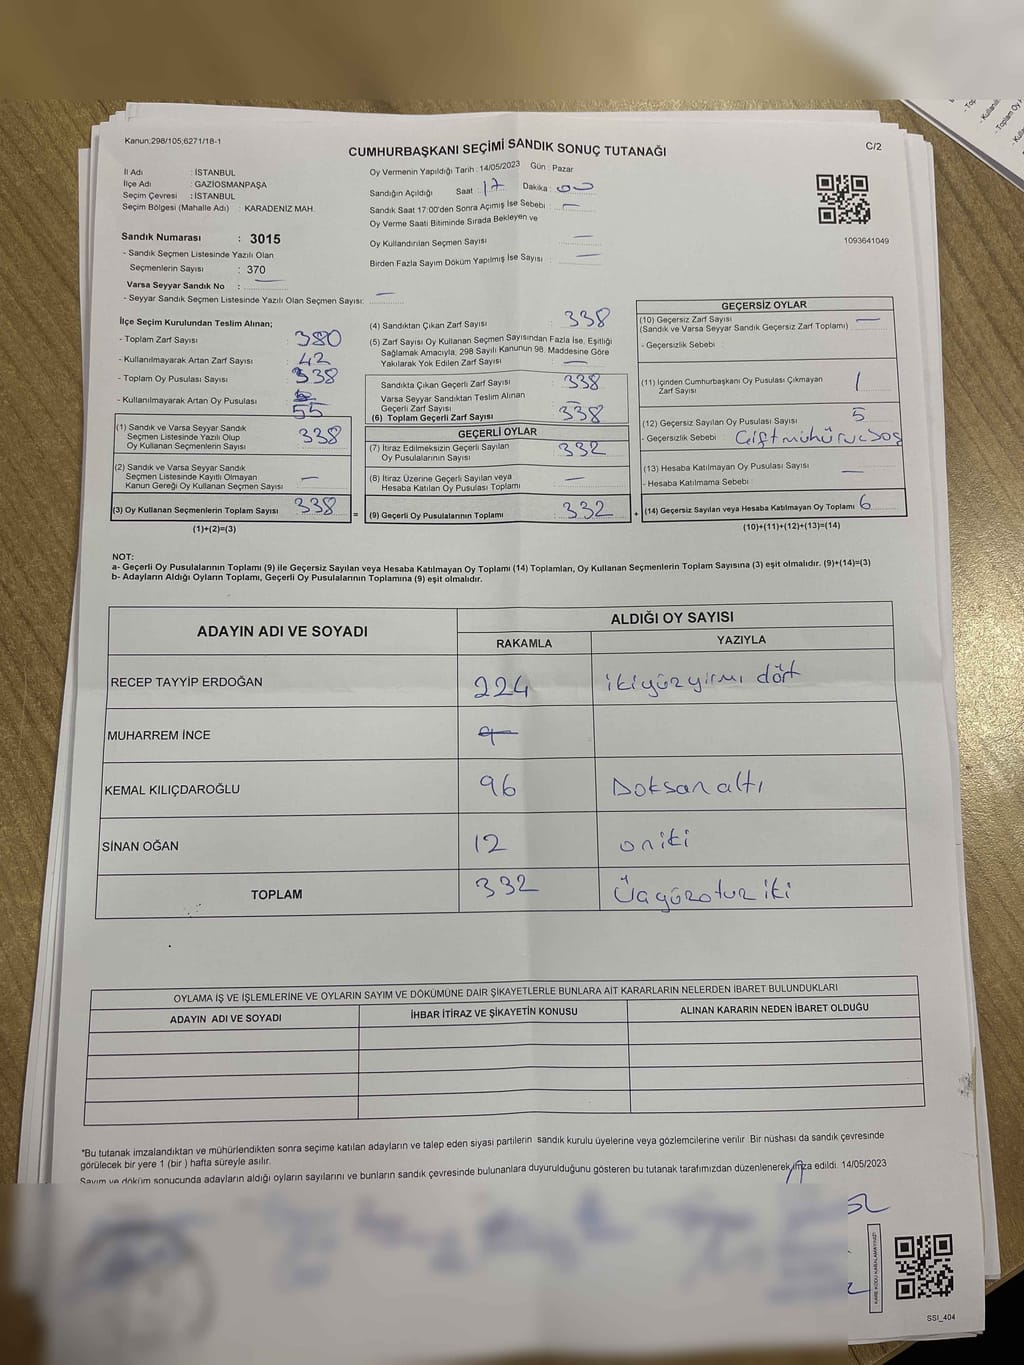 Kanun;298/105;6271/18-1
CUMHURBAŞKANI SEÇİMİ SANDIK SONUÇ TUTANAĞI
C/2
İl Adı : İSTANBUL
İlçe Adı : GAZİOSMANPAŞA
Seçim Çevresi : İSTANBUL
Seçim Bölgesi (Mahalle Adı) : KARADENİZ MAH.
Sandık Numarası : 3015
- Sandık Seçmen Listesinde Yazılı Olan
Seçmenlerin Sayısı : 370
Varsa Seyyar Sandık No : —
- Seyyar Sandık Seçmen Listesinde Yazılı Olan Seçmen Sayısı: —
Oy Vermenin Yapıldığı Tarih : 14/05/2023 Gün : Pazar
Sandığın Açıldığı Saat : 17 Dakika : 00
Sandık Saat 17:00'den Sonra Açımış İse Sebebi : —
Oy Verme Saati Bitiminde Sırada Bekleyen ve
Oy Kullandırılan Seçmen Sayısı —
Birden Fazla Sayım Döküm Yapılmış İse Sayısı : —
1093641049
İlçe Seçim Kurulundan Teslim Alınan;
- Toplam Zarf Sayısı : 380
- Kullanılmayarak Artan Zarf Sayısı : 42
- Toplam Oy Pusulası Sayısı : 338
- Kullanılmayarak Artan Oy Pusulası : 55
(1) Sandık ve Varsa Seyyar Sandık
Seçmen Listesinde Yazılı Olup
Oy Kullanan Seçmenlerin Sayısı 338
(2) Sandık ve Varsa Seyyar Sandık
Seçmen Listesinde Kayıtlı Olmayan
Kanun Gereği Oy Kullanan Seçmen Sayısı —
(3) Oy Kullanan Seçmenlerin Toplam Sayısı 338
(1)+(2)=(3)
(4) Sandıktan Çıkan Zarf Sayısı : 338
(5) Zarf Sayısı Oy Kullanan Seçmen Sayısından Fazla İse, Eşitliği
Sağlamak Amacıyla; 298 Sayılı Kanunun 98. Maddesine Göre
Yakılarak Yok Edilen Zarf Sayısı : —
Sandıkta Çıkan Geçerli Zarf Sayısı : 338
Varsa Seyyar Sandıktan Teslim Alınan
Geçerli Zarf Sayısı
(6) Toplam Geçerli Zarf Sayısı : 338
GEÇERLİ OYLAR
(7) İtiraz Edilmeksizin Geçerli Sayılan
Oy Pusulalarının Sayısı : 332
(8) İtiraz Üzerine Geçerli Sayılan veya
Hesaba Katılan Oy Pusulası Toplamı : —
= (9) Geçerli Oy Pusulalarının Toplamı : 332
GEÇERSİZ OYLAR
(10) Geçersiz Zarf Sayısı
(Sandık ve Varsa Seyyar Sandık Geçersiz Zarf Toplamı) —
- Geçersizlik Sebebi :
(11) İçinden Cumhurbaşkanı Oy Pusulası Çıkmayan
Zarf Sayısı 1
(12) Geçersiz Sayılan Oy Pusulası Sayısı : 5
- Geçersizlik Sebebi :
(13) Hesaba Katılmayan Oy Pusulası Sayısı : —
- Hesaba Katılmama Sebebi :
+ (14) Geçersiz Sayılan veya Hesaba Katılmayan Oy Toplamı 6
(10)+(11)+(12)+(13)=(14)
NOT:
a- Geçerli Oy Pusulalarının Toplamı (9) ile Geçersiz Sayılan veya Hesaba Katılmayan Oy Toplamı (14) Toplamları, Oy Kullanan Seçmenlerin Toplam Sayısına (3) eşit olmalıdır. (9)+(14)=(3)
b- Adayların Aldığı Oyların Toplamı, Geçerli Oy Pusulalarının Toplamına (9) eşit olmalıdır.
ADAYIN ADI VE SOYADI
ALDIĞI OY SAYISI
RAKAMLA YAZIYLA
RECEP TAYYİP ERDOĞAN 224 ikiyüzyirmi dört
MUHARREM İNCE
KEMAL KILIÇDAROĞLU 96 Doksan altı
SİNAN OĞAN 12 oniki
TOPLAM 332 Üçyüzotuz iki
OYLAMA İŞ VE İŞLEMLERİNE VE OYLARIN SAYIM VE DÖKÜMÜNE DAİR ŞİKAYETLERLE BUNLARA AİT KARARLARIN NELERDEN İBARET BULUNDUKLARI
ADAYIN ADI VE SOYADI İHBAR İTİRAZ VE ŞİKAYETİN KONUSU ALINAN KARARIN NEDEN İBARET OLDUĞU
*Bu tutanak imzalandıktan ve mühürlendikten sonra seçime katılan adayların ve talep eden siyasi partilerin sandık kurulu üyelerine veya gözlemcilerine verilir. Bir nüshası da sandık çevresinde
görülecek bir yere 1 (bir) hafta süreyle asılır.
Sayım ve döküm sonucunda adayların aldığı oyların sayılarını ve bunların sandık çevresinde bulunanlara duyurulduğunu gösteren bu tutanak tarafımızdan düzenlenerek imza edildi. 14/05/2023
KARE KODU KARALAMAYINIZ!
SSI_404